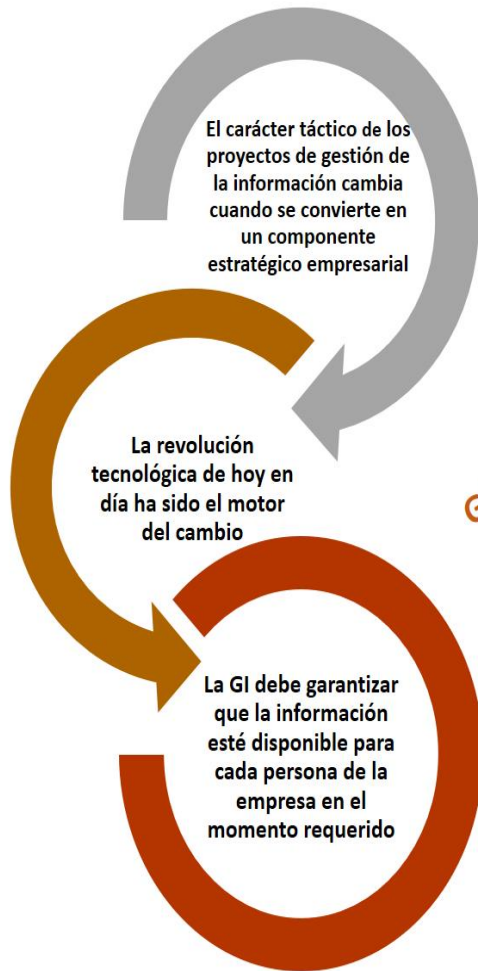 El carácter táctico de los
proyectos de gestión de
la información cambia
cuando se convierte en
un componente
estratégico empresarial
La revolución
tecnológica de hoy en
día ha sido el motor
del cambio
La GI debe garantizar
que la información
esté disponible para
cada persona de la
empresa en el
momento requerido